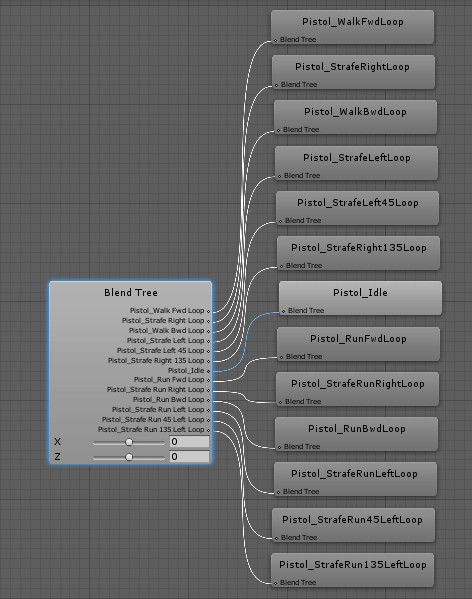 Pistol_WalkFwdLoop
Blend Tree
Pistol_StrafeRightLoop
Blend Tree
Pistol_WalkBwdLoop
Blend Tree
Pistol_StrafeLeftLoop
Blend Tree
Pistol_StrafeLeft45Loop
Blend Tree
Pistol_StrafeRight135Loop
Blend Tree
Pistol_Idle
Blend Tree
Pistol_RunFwdLoop
Blend Tree
Pistol_StrafeRunRightLoop
Blend Tree
Pistol_RunBwdLoop
Blend Tree
Pistol_StrafeRunLeftLoop
Blend Tree
Pistol_StrafeRun45LeftLoop
Blend Tree
Pistol_StrafeRun135LeftLoop
Blend Tree
Blend Tree
Pistol_Walk Fwd Loop
Pistol_Strafe Right Loop
Pistol_Walk Bwd Loop
Pistol_Strafe Left Loop
Pistol_Strafe Left 45 Loop
Pistol_Strafe Right 135 Loop
Pistol_Idle
Pistol_Run Fwd Loop
Pistol_Strafe Run Right Loop
Pistol_Run Bwd Loop
Pistol_Strafe Run Left Loop
Pistol_Strafe Run 45 Left Loop
Pistol_Strafe Run 135 Left Loop
X 0
Z 0